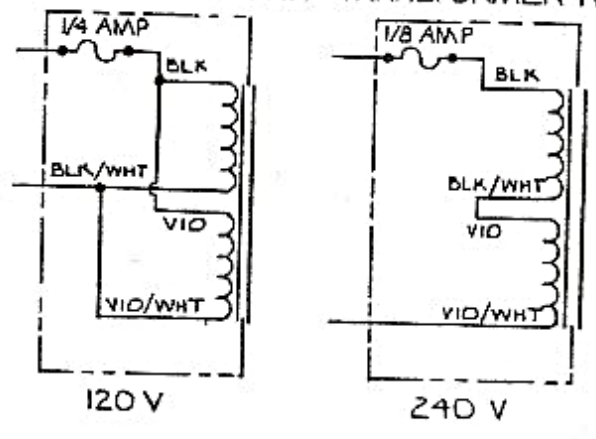 TRANSFORMER
1/4 AMP
BLK
BLK/WHT
VIO
VIO/WHT
120 V
1/8 AMP
BLK
BLK/WHT
VIO
VIO/WHT
240 V